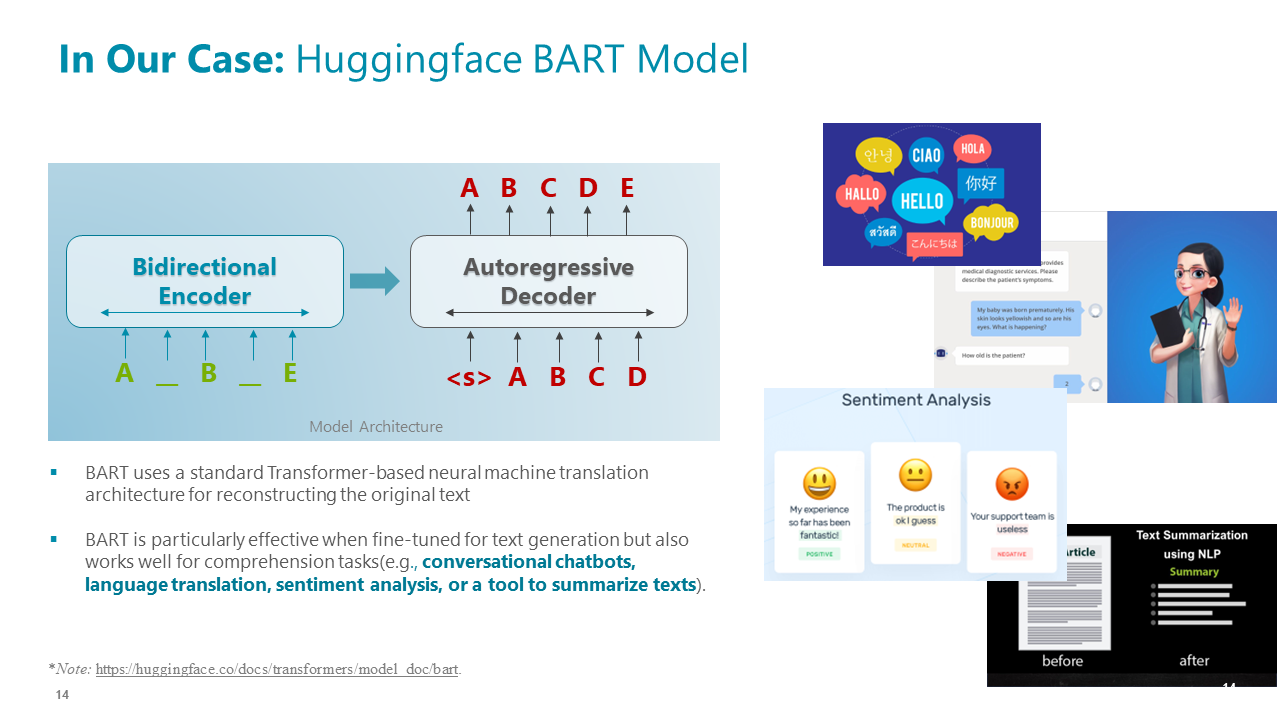 In Our Case: Huggingface BART Model
A B C D E
Bidirectional
Encoder
Autoregressive
Decoder
A __ B __ E
<s> A B C D
Model Architecture
BART uses a standard Transformer-based neural machine translation
architecture for reconstructing the original text
BART is particularly effective when fine-tuned for text generation but also
works well for comprehension tasks(e.g., conversational chatbots,
language translation, sentiment analysis, or a tool to summarize texts).
*Note: https://huggingface.co/docs/transformers/model_doc/bart.
14
안녕
CIAO
HOLA
HALLO
HELLO
你好
สวัสดี
こんにちは
BONJOUR
provides
medical diagnostic services. Please
describe the patient's symptoms.
My baby was born prematurely. His
skin looks yellowish and so are his
eyes. What is happening?
How old is the patient?
2
Sentiment Analysis
My experience
so far has been
fantastic!
POSITIVE
The product is
ok I guess
NEUTRAL
Your support team is
useless
NEGATIVE
Text Summarization
using NLP
Article
Summary
before
after
14